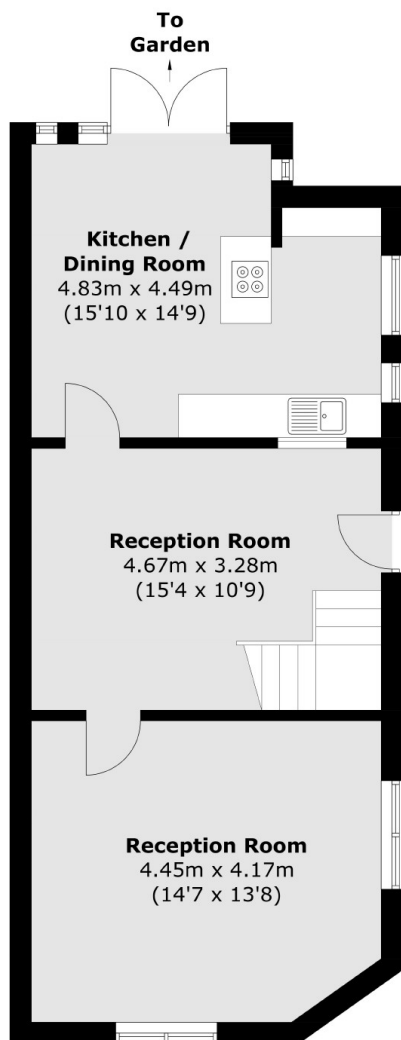 To
Garden
Kitchen /
Dining Room
4.83m x 4.49m
(15'10 x 14'9)
Reception Room
4.67m x 3.28m
(15'4 x 10'9)
Reception Room
4.45m x 4.17m
(14'7 x 13'8)